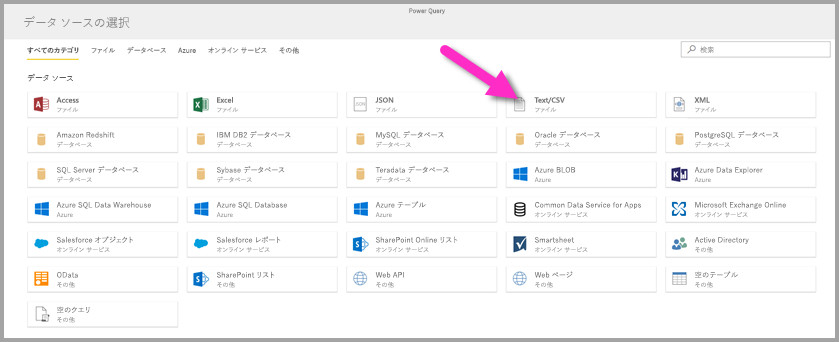 Power Query
データ ソースの選択
すべてのカテゴリ ファイル データベース Azure オンライン サービス その他
検索
データ ソース
Access
ファイル
Excel
ファイル
JSON
JSON
ファイル
Text/CSV
ファイル
XML
ファイル
Amazon Redshift
データベース
IBM DB2 データベース
データベース
MySQL データベース
データベース
Oracle データベース
データベース
PostgreSQL データベース
データベース
SQL Server データベース
データベース
Sybase データベース
データベース
Teradata データベース
データベース
Azure BLOB
Azure
Azure Data Explorer
Azure
Azure SQL Data Warehouse
Azure
Azure SQL Database
Azure
Azure テーブル
Azure
Common Data Service for Apps
オンライン サービス
Microsoft Exchange Online
オンライン サービス
Salesforce オブジェクト
オンライン サービス
Salesforce レポート
オンライン サービス
SharePoint Online リスト
オンライン サービス
Smartsheet
オンライン サービス
Active Directory
その他
OData
その他
SharePoint リスト
その他
Web API
その他
Web ページ
その他
空のテーブル
その他
空のクエリ
その他